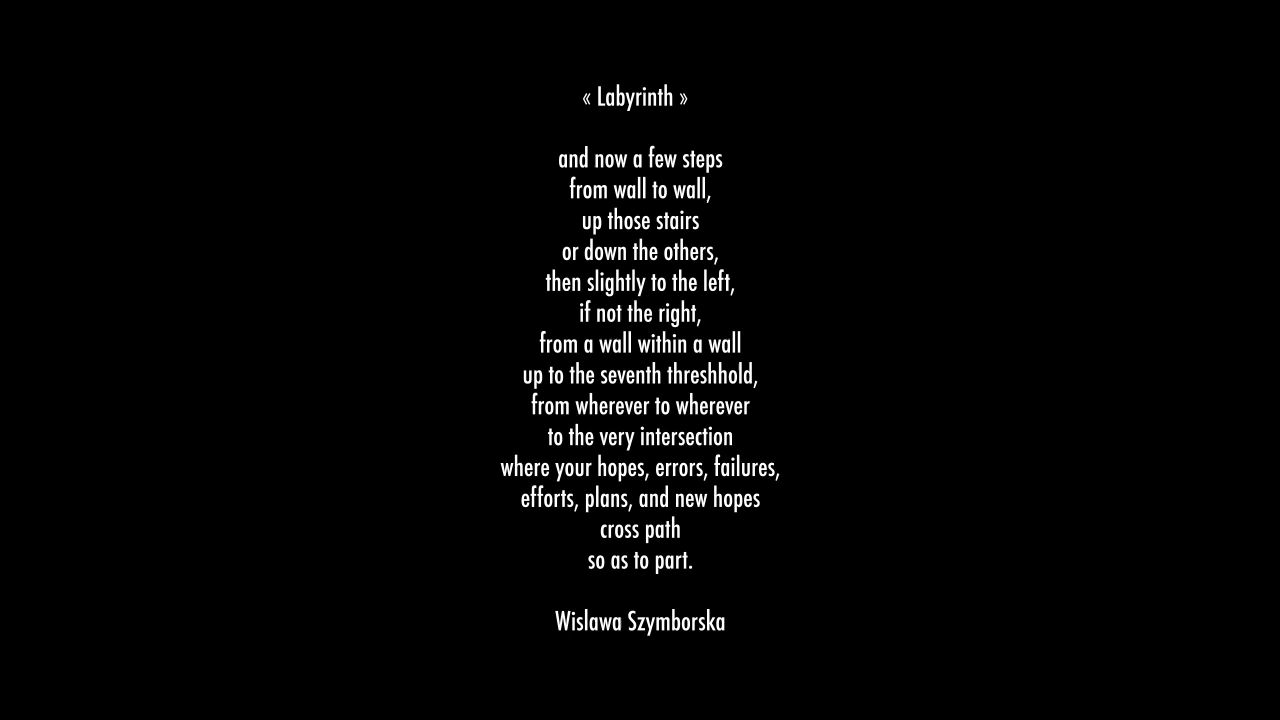 « Labyrinth »
and now a few steps
from wall to wall,
up those stairs
or down the others,
then slightly to the left,
if not the right,
from a wall within a wall
up to the seventh threshhold,
from wherever to wherever
to the very intersection
where your hopes, errors, failures,
efforts, plans, and new hopes
cross path
so as to part.
Wislawa Szymborska